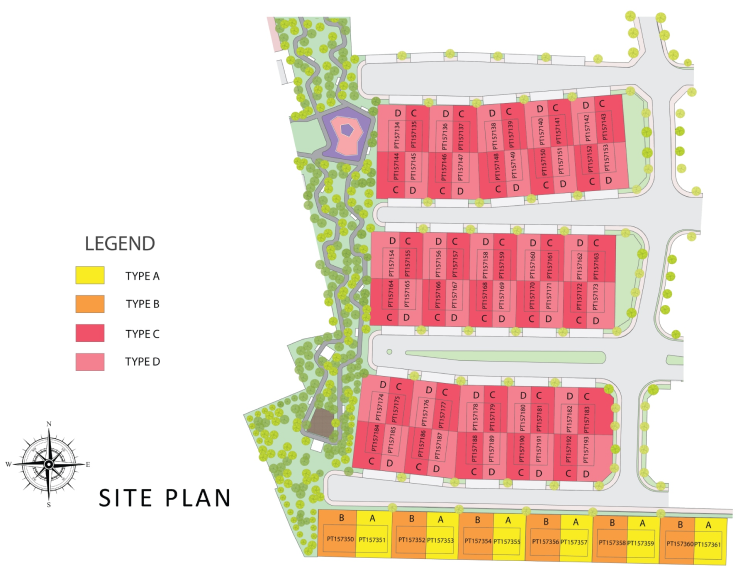 D C D C D C D C D C
PT157134 PT157135 PT157136 PT157137 PT157138 PT157139 PT157140 PT157141 PT157142 PT157143
PT157144 PT157145 PT157146 PT157147 PT157148 PT157149 PT157150 PT157151 PT157152 PT157153
C D C D C D C D C D
D C D C D C D C D C
PT157154 PT157155 PT157156 PT157157 PT157158 PT157159 PT157160 PT157161 PT157162 PT157163
PT157164 PT157165 PT157166 PT157167 PT157168 PT157169 PT157170 PT157171 PT157172 PT157173
C D C D C D C D C D
LEGEND
TYPE A
TYPE B
TYPE C
TYPE D
D C D C D C D C D C
PT157174 PT157175 PT157176 PT157177 PT157178 PT157179 PT157180 PT157181 PT157182 PT157183
PT157184 PT157185 PT157186 PT157187 PT157188 PT157189 PT157190 PT157191 PT157192 PT157193
C D C D C D C D C D
N
W E
S
SITE PLAN
B A B A B A B A B A B A
PT157350 PT157351 PT157352 PT157353 PT157354 PT157355 PT157356 PT157357 PT157358 PT157359 PT157360 PT157361